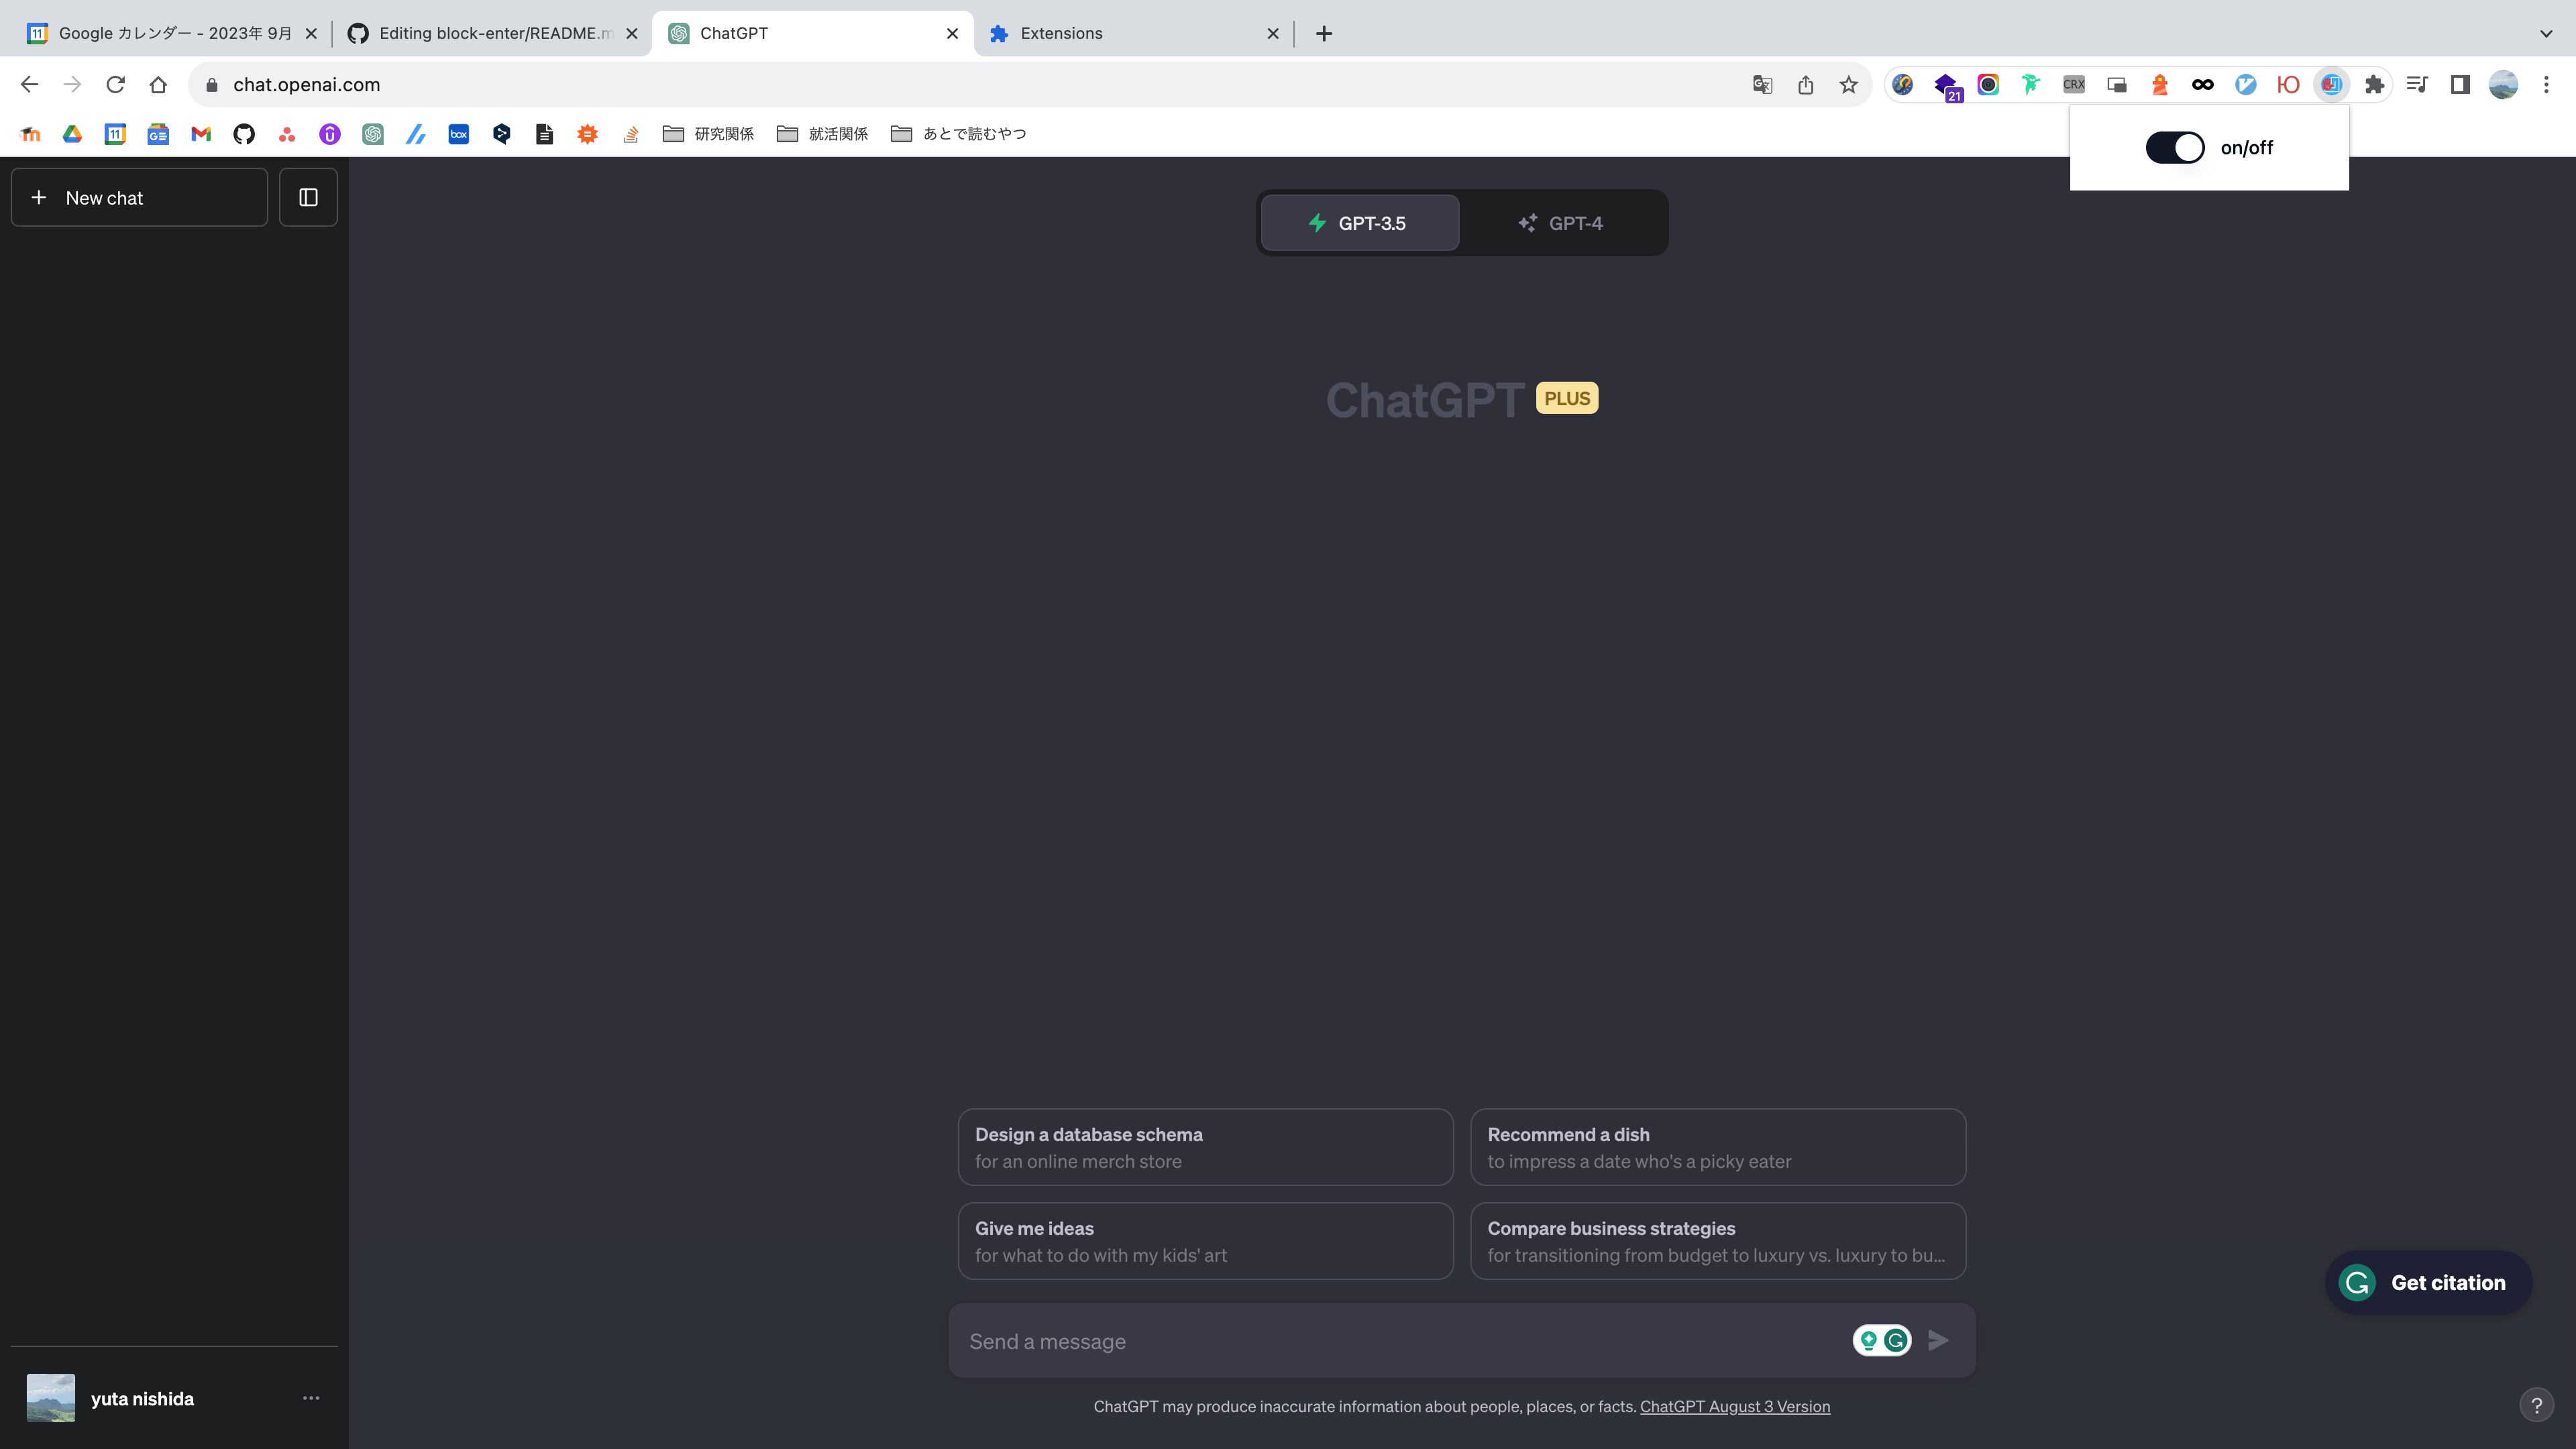 Google カレンダー - 2023年 9月
Editing block-enter/README.m
ChatGPT
Extensions
chat.openai.com
21
CRX
11
GE
box
研究関係
就活関係
あとで読むやつ
on/off
New chat
GPT-3.5
GPT-4
ChatGPT PLUS
Design a database schema
for an online merch store
Recommend a dish
to impress a date who's a picky eater
Give me ideas
for what to do with my kids' art
Compare business strategies
for transitioning from budget to luxury vs. luxury to bu...
Get citation
Send a message
yuta nishida
ChatGPT may produce inaccurate information about people, places, or facts. ChatGPT August 3 Version
?